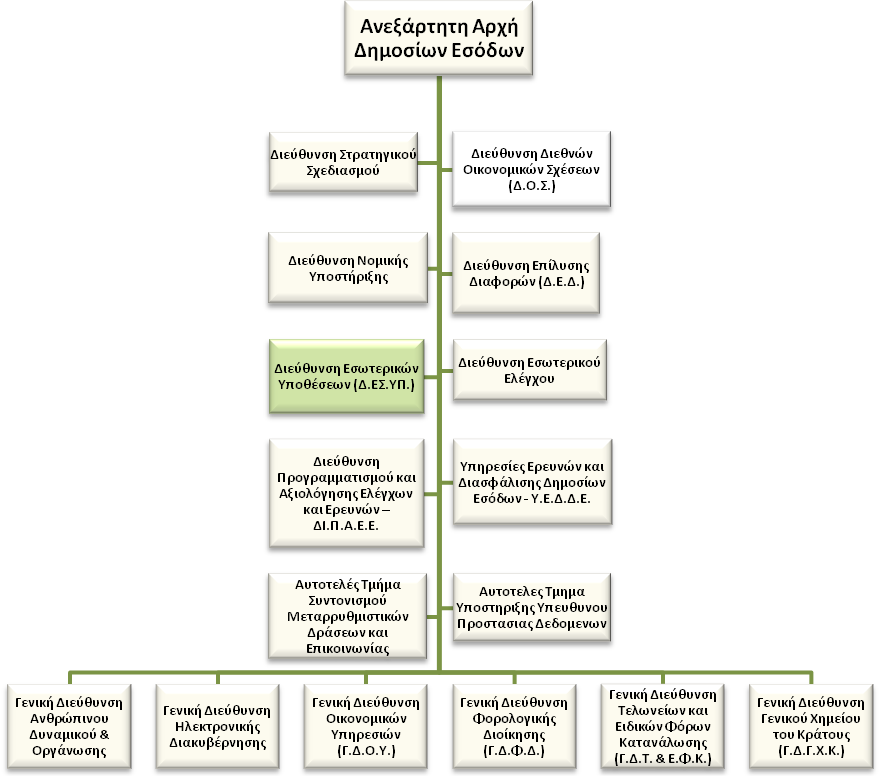 Ανεξάρτητη Αρχή
Δημοσίων Εσόδων
Διεύθυνση Στρατηγικού
Σχεδιασμού
Διεύθυνση Διεθνών
Οικονομικών Σχέσεων
(Δ.Ο.Σ.)
Διεύθυνση Νομικής
Υποστήριξης
Διεύθυνση Επίλυσης
Διαφορών (Δ.Ε.Δ.)
Διεύθυνση Εσωτερικών
Υποθέσεων (Δ.ΕΣ.ΥΠ.)
Διεύθυνση Εσωτερικού
Ελέγχου
Διεύθυνση
Προγραμματισμού και
Αξιολόγησης Ελέγχων
και Ερευνών –
ΔΙ.Π.Α.Ε.Ε.
Υπηρεσίες Ερευνών και
Διασφάλισης Δημοσίων
Εσόδων - Υ.Ε.Δ.Δ.Ε.
Αυτοτελές Τμήμα
Συντονισμού
Μεταρρυθμιστικών
Δράσεων και
Επικοινωνίας
Αυτοτελες Τμημα
Υποστηριξης Υπευθυνου
Προστασιας Δεδομενων
Γενική Διεύθυνση
Ανθρώπινου
Δυναμικού &
Οργάνωσης
Γενική Διεύθυνση
Ηλεκτρονικής
Διακυβέρνησης
Γενική Διεύθυνση
Οικονομικών
Υπηρεσιών
(Γ.Δ.Ο.Υ.)
Γενική Διεύθυνση
Φορολογικής
Διοίκησης
(Γ.Δ.Φ.Δ.)
Γενική Διεύθυνση
Τελωνείων και
Ειδικών Φόρων
Κατανάλωσης
(Γ.Δ.Τ. & Ε.Φ.Κ.)
Γενική Διεύθυνση
Γενικού Χημείου
του Κράτους
(Γ.Δ.Γ.Χ.Κ.)